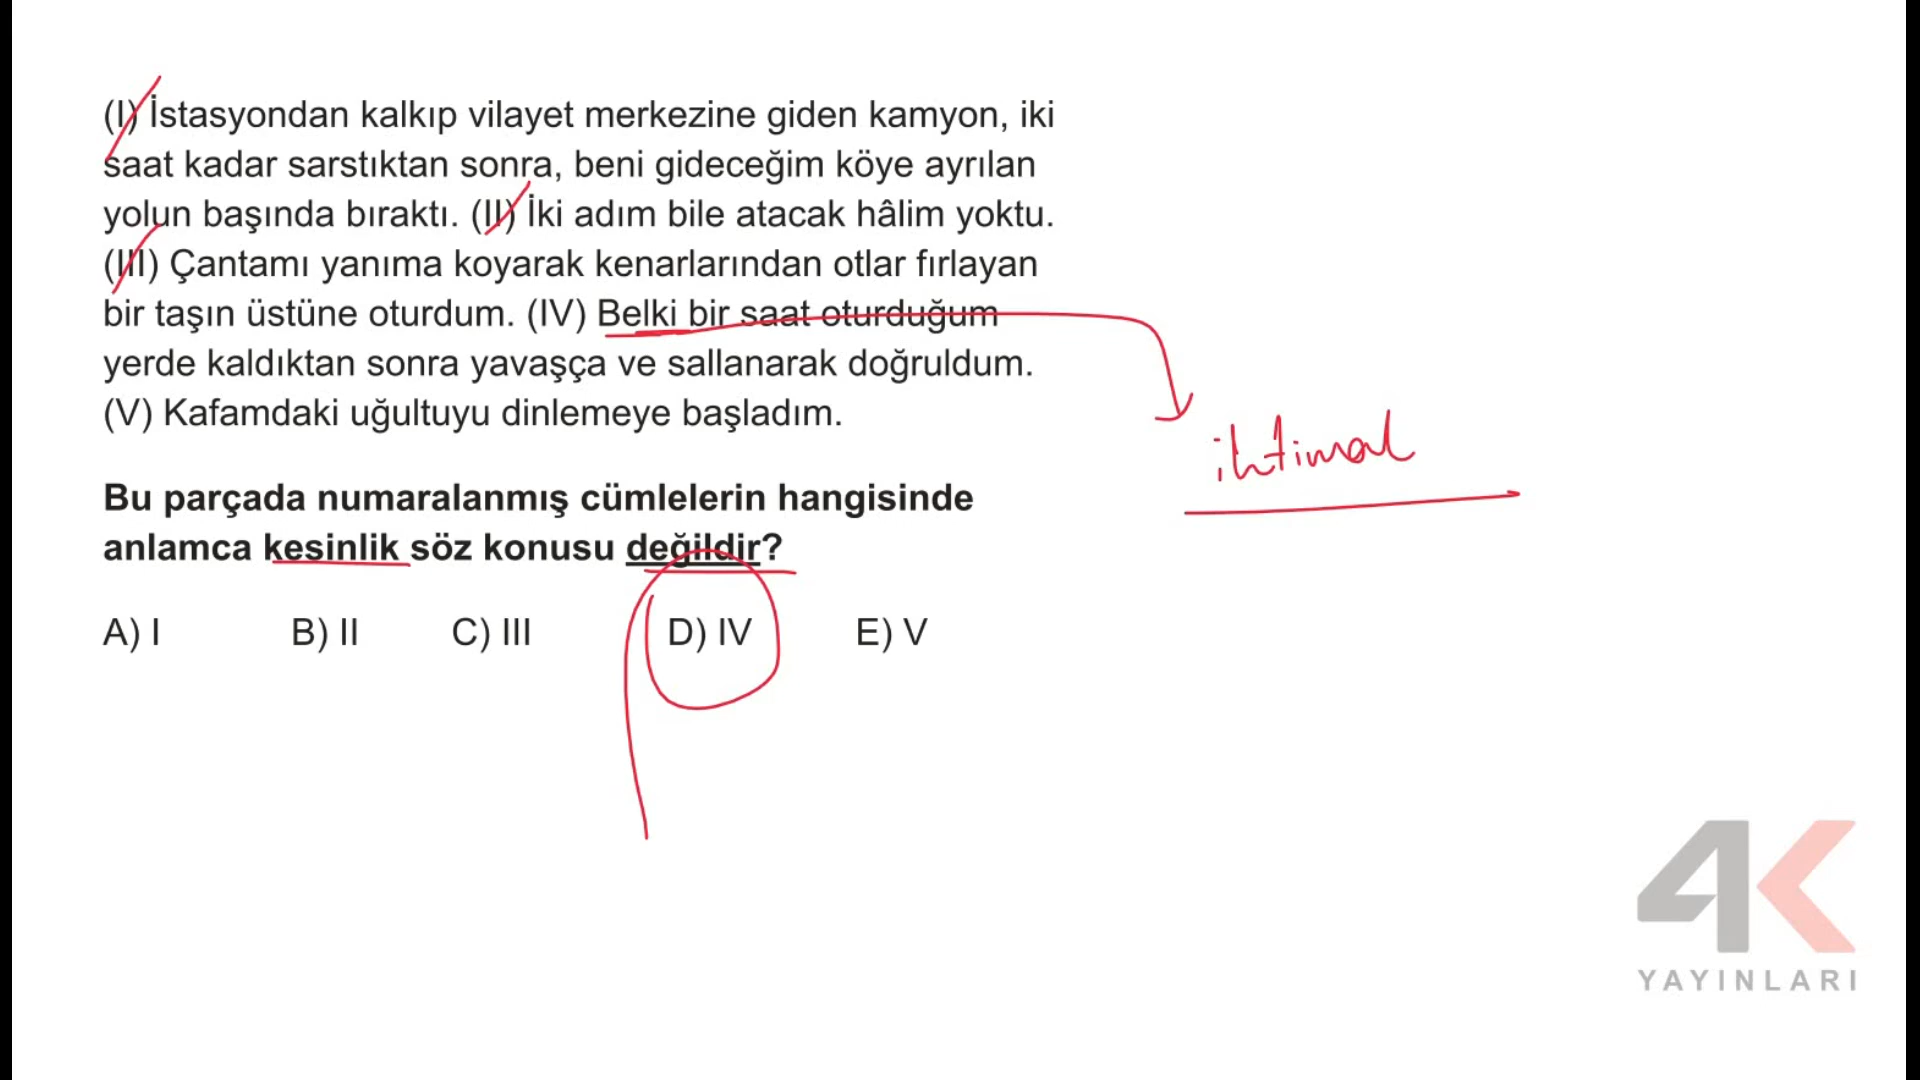 (I) İstasyondan kalkıp vilayet merkezine giden kamyon, iki
saat kadar sarstıktan sonra, beni gideceğim köye ayrılan
yolun başında bıraktı. (II) İki adım bile atacak hâlim yoktu.
(III) Çantamı yanıma koyarak kenarlarından otlar fırlayan
bir taşın üstüne oturdum. (IV) Belki bir saat oturduğum
yerde kaldıktan sonra yavaşça ve sallanarak doğruldum.
(V) Kafamdaki uğultuyu dinlemeye başladım.
ihtimal
Bu parçada numaralanmış cümlelerin hangisinde
anlamca kesinlik söz konusu değildir?
A) I B) II C) III D) IV E) V
4K
YAYINLARI